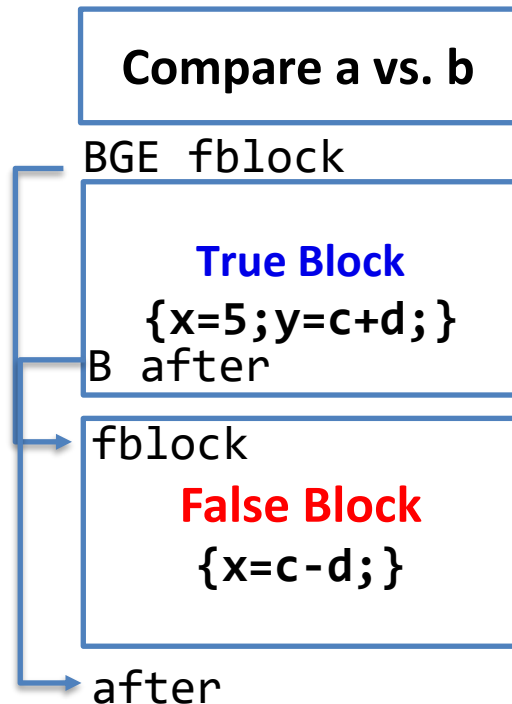 Compare a vs. b
BGE fblock
True Block
{x=5;y=c+d;}
B after
fblock
False Block
{x=c-d;}
after